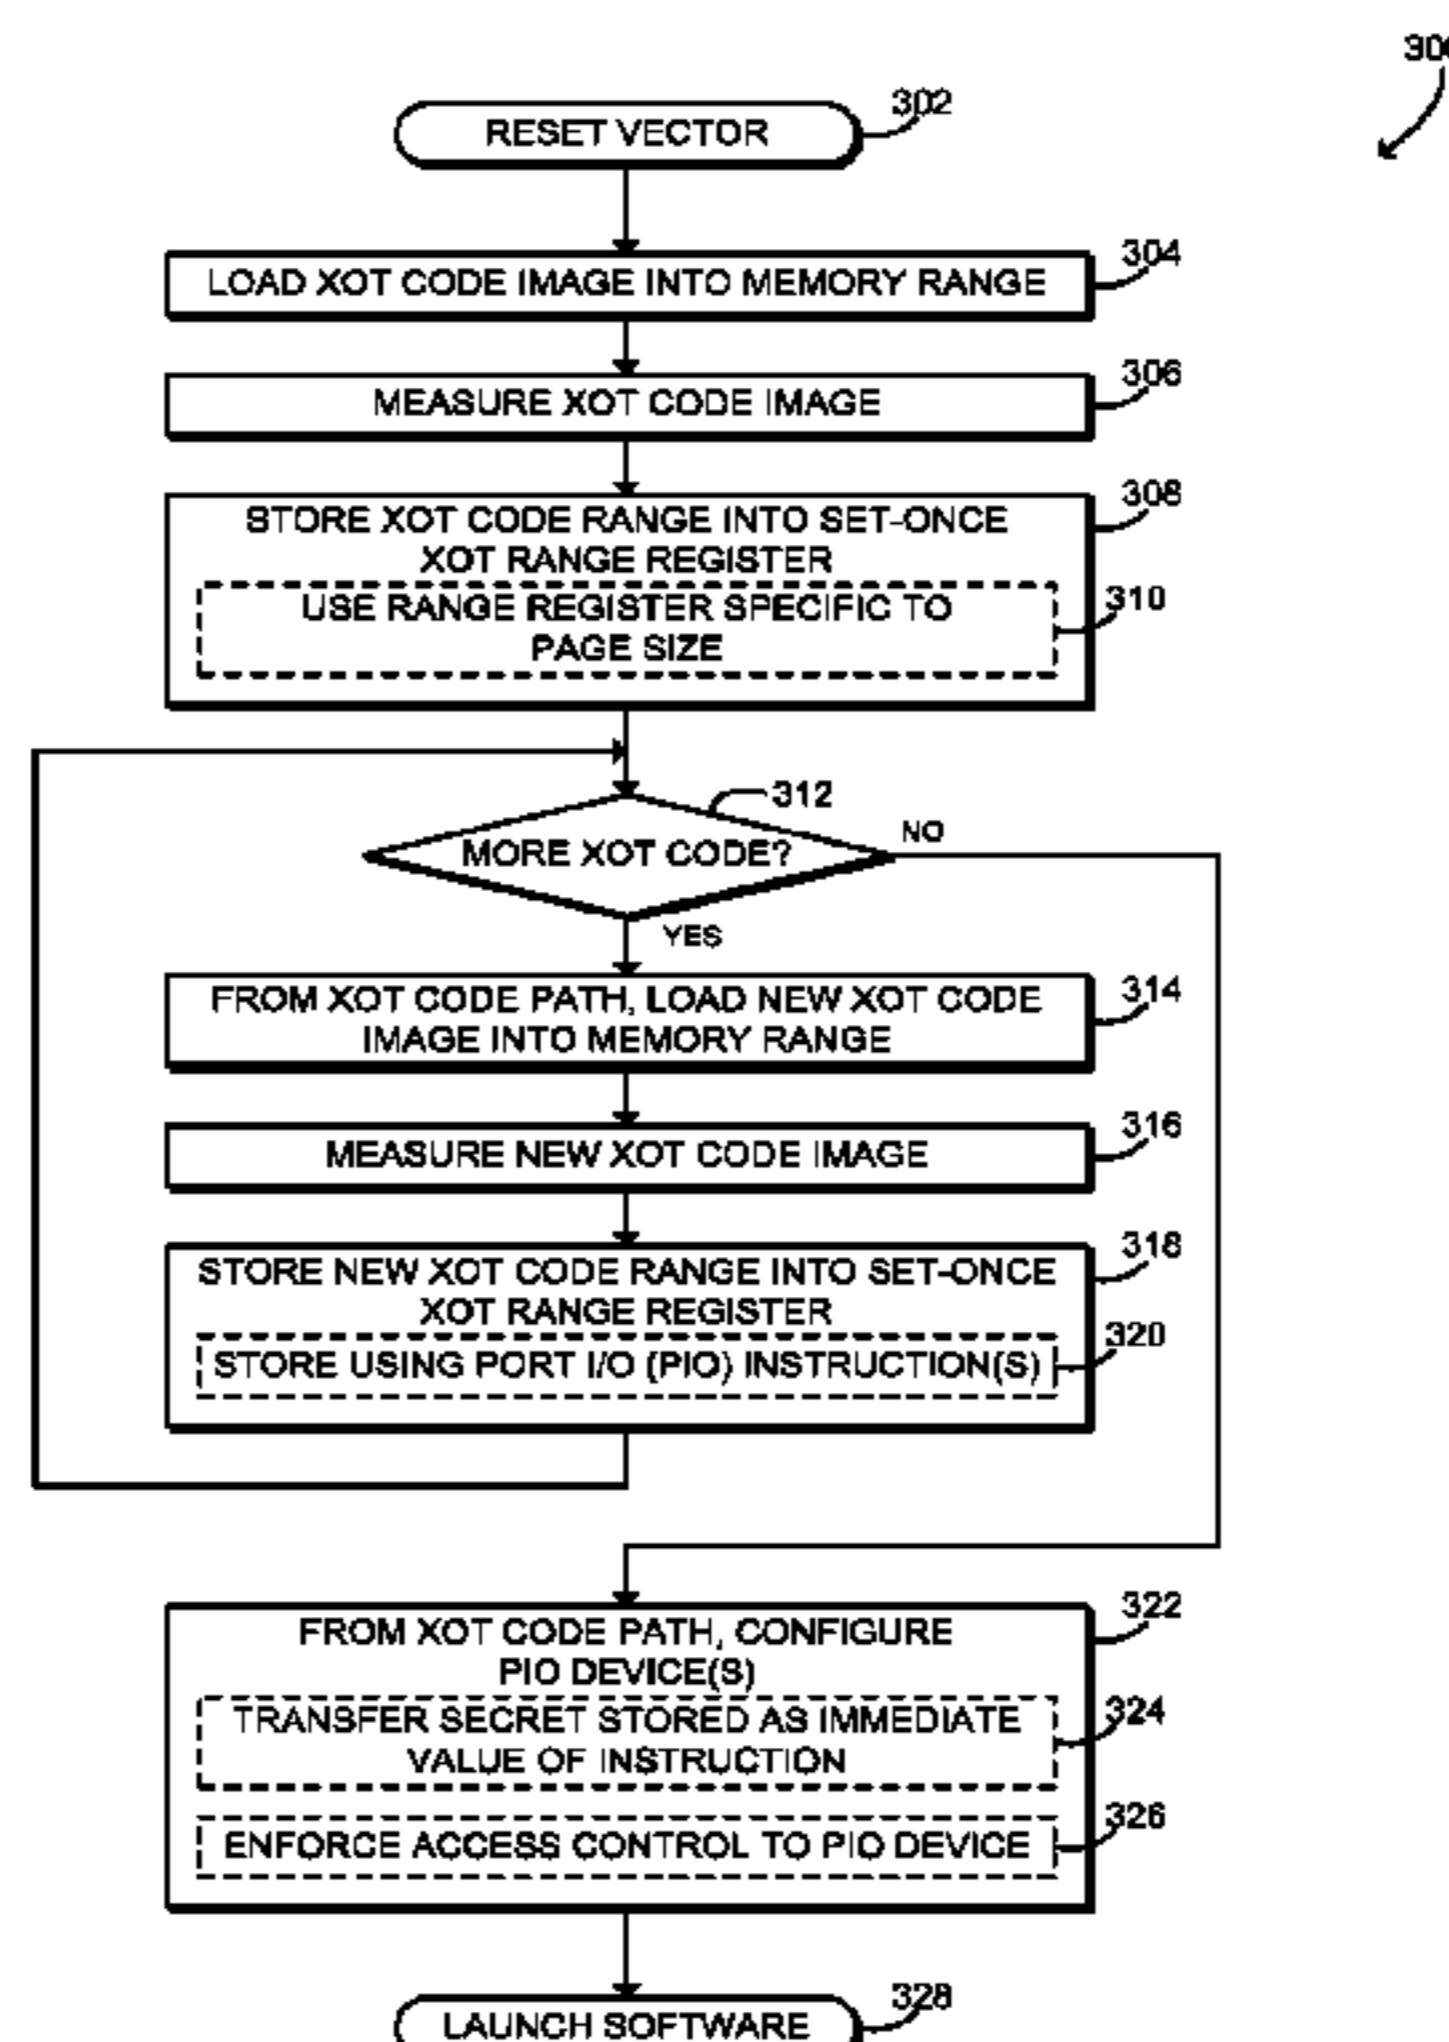 300
RESET VECTOR
302
LOAD XOT CODE IMAGE INTO MEMORY RANGE
304
MEASURE XOT CODE IMAGE
306
STORE XOT CODE RANGE INTO SET-ONCE
XOT RANGE REGISTER
308
USE RANGE REGISTER SPECIFIC TO
PAGE SIZE
310
MORE XOT CODE?
312
NO
YES
FROM XOT CODE PATH, LOAD NEW XOT CODE
IMAGE INTO MEMORY RANGE
314
MEASURE NEW XOT CODE IMAGE
316
STORE NEW XOT CODE RANGE INTO SET-ONCE
XOT RANGE REGISTER
318
STORE USING PORT I/O (PIO) INSTRUCTION(S)
320
FROM XOT CODE PATH, CONFIGURE
PIO DEVICE(S)
322
TRANSFER SECRET STORED AS IMMEDIATE
VALUE OF INSTRUCTION
324
ENFORCE ACCESS CONTROL TO PIO DEVICE
326
LAUNCH SOFTWARE
328